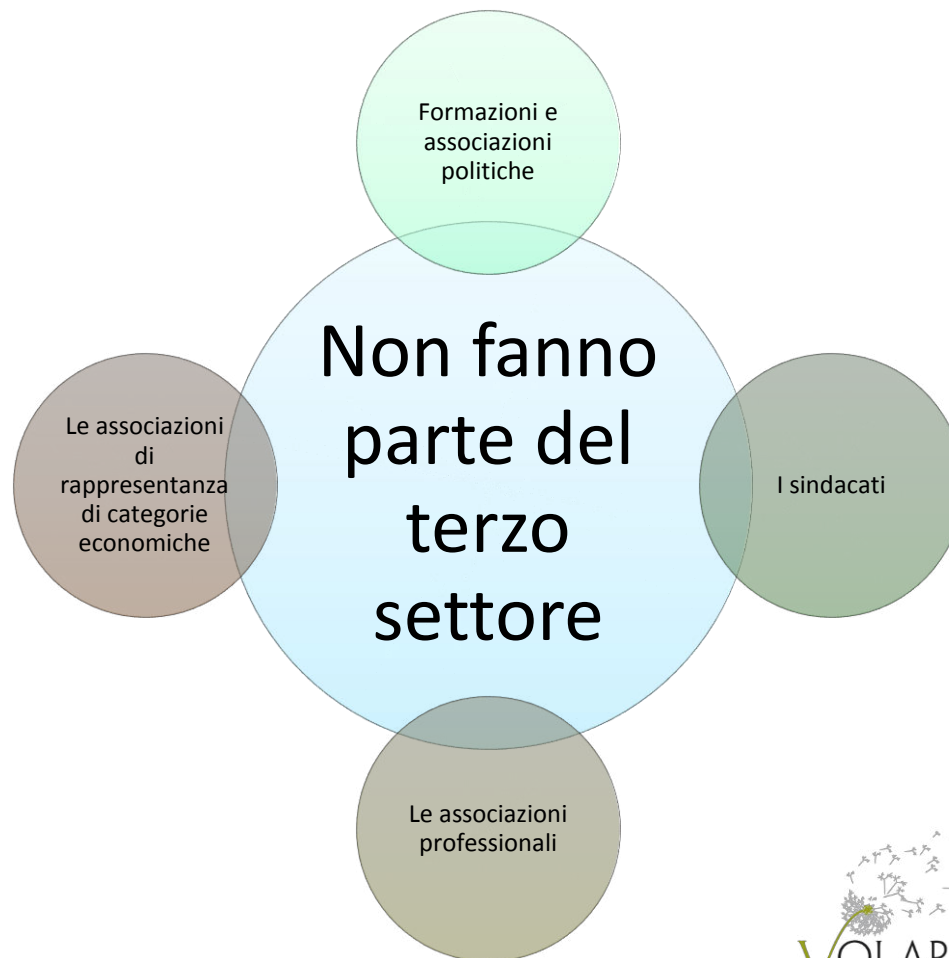 Formazioni e
associazioni
politiche
Non fanno
parte del
terzo
settore
Le associazioni
di
rappresentanza
di categorie
economiche
I sindacati
Le associazioni
professionali